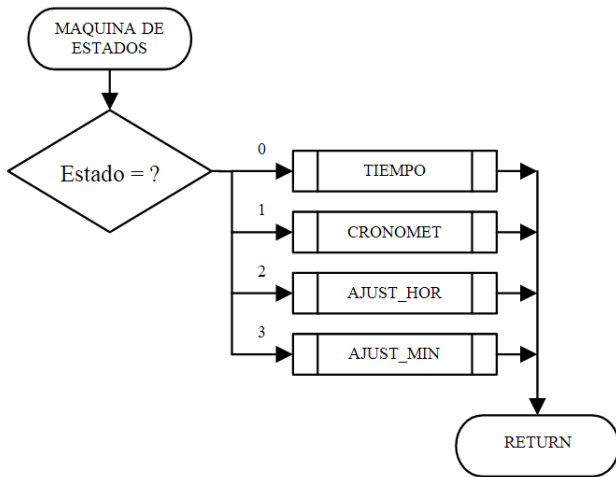 MAQUINA DE
ESTADOS
Estado = ?
0
TIEMPO
1
CRONOMET
2
AJUST_HOR
3
AJUST_MIN
RETURN